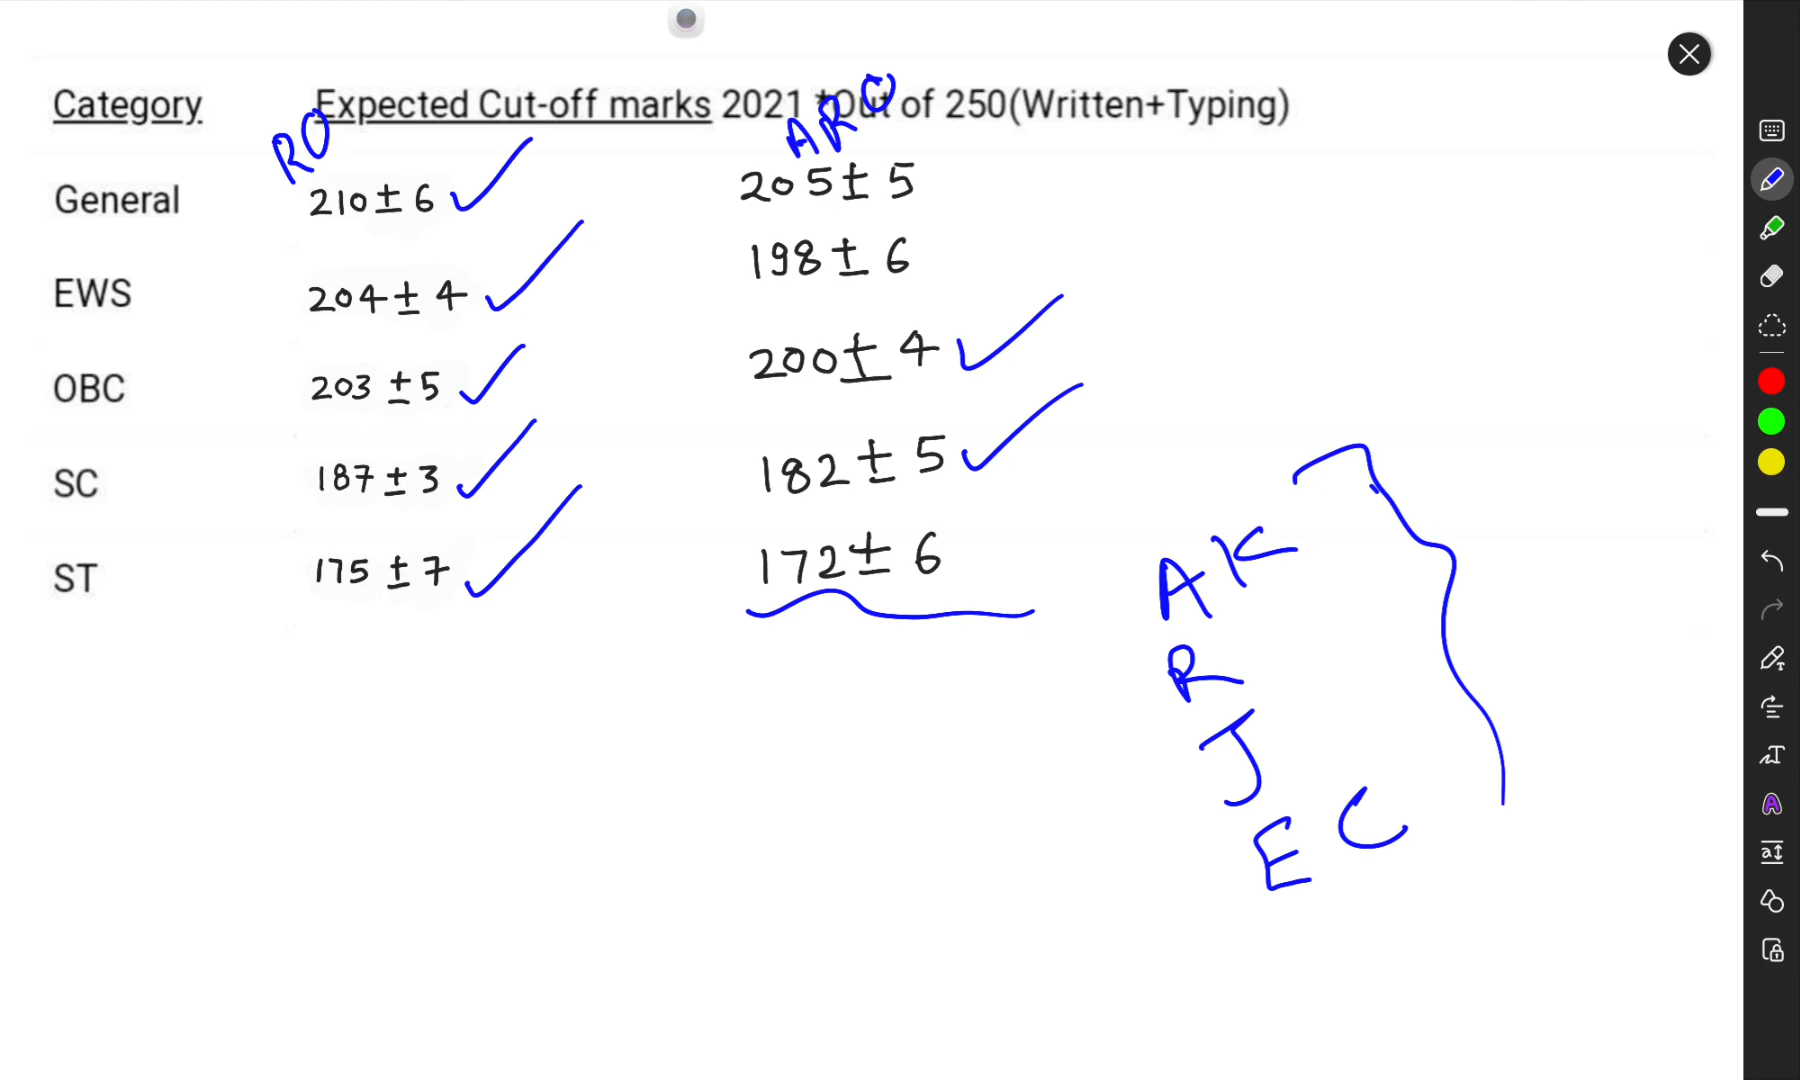 Category Expected Cut-off marks 2021 *Out of 250(Written+Typing)
RO ARO
General 210 ± 6 205 ± 5
EWS 204 ± 4 198 ± 6
OBC 203 ± 5 200 ± 4
SC 187 ± 3 182 ± 5
ST 175 ± 7 172 ± 6
A K
R
J
E C